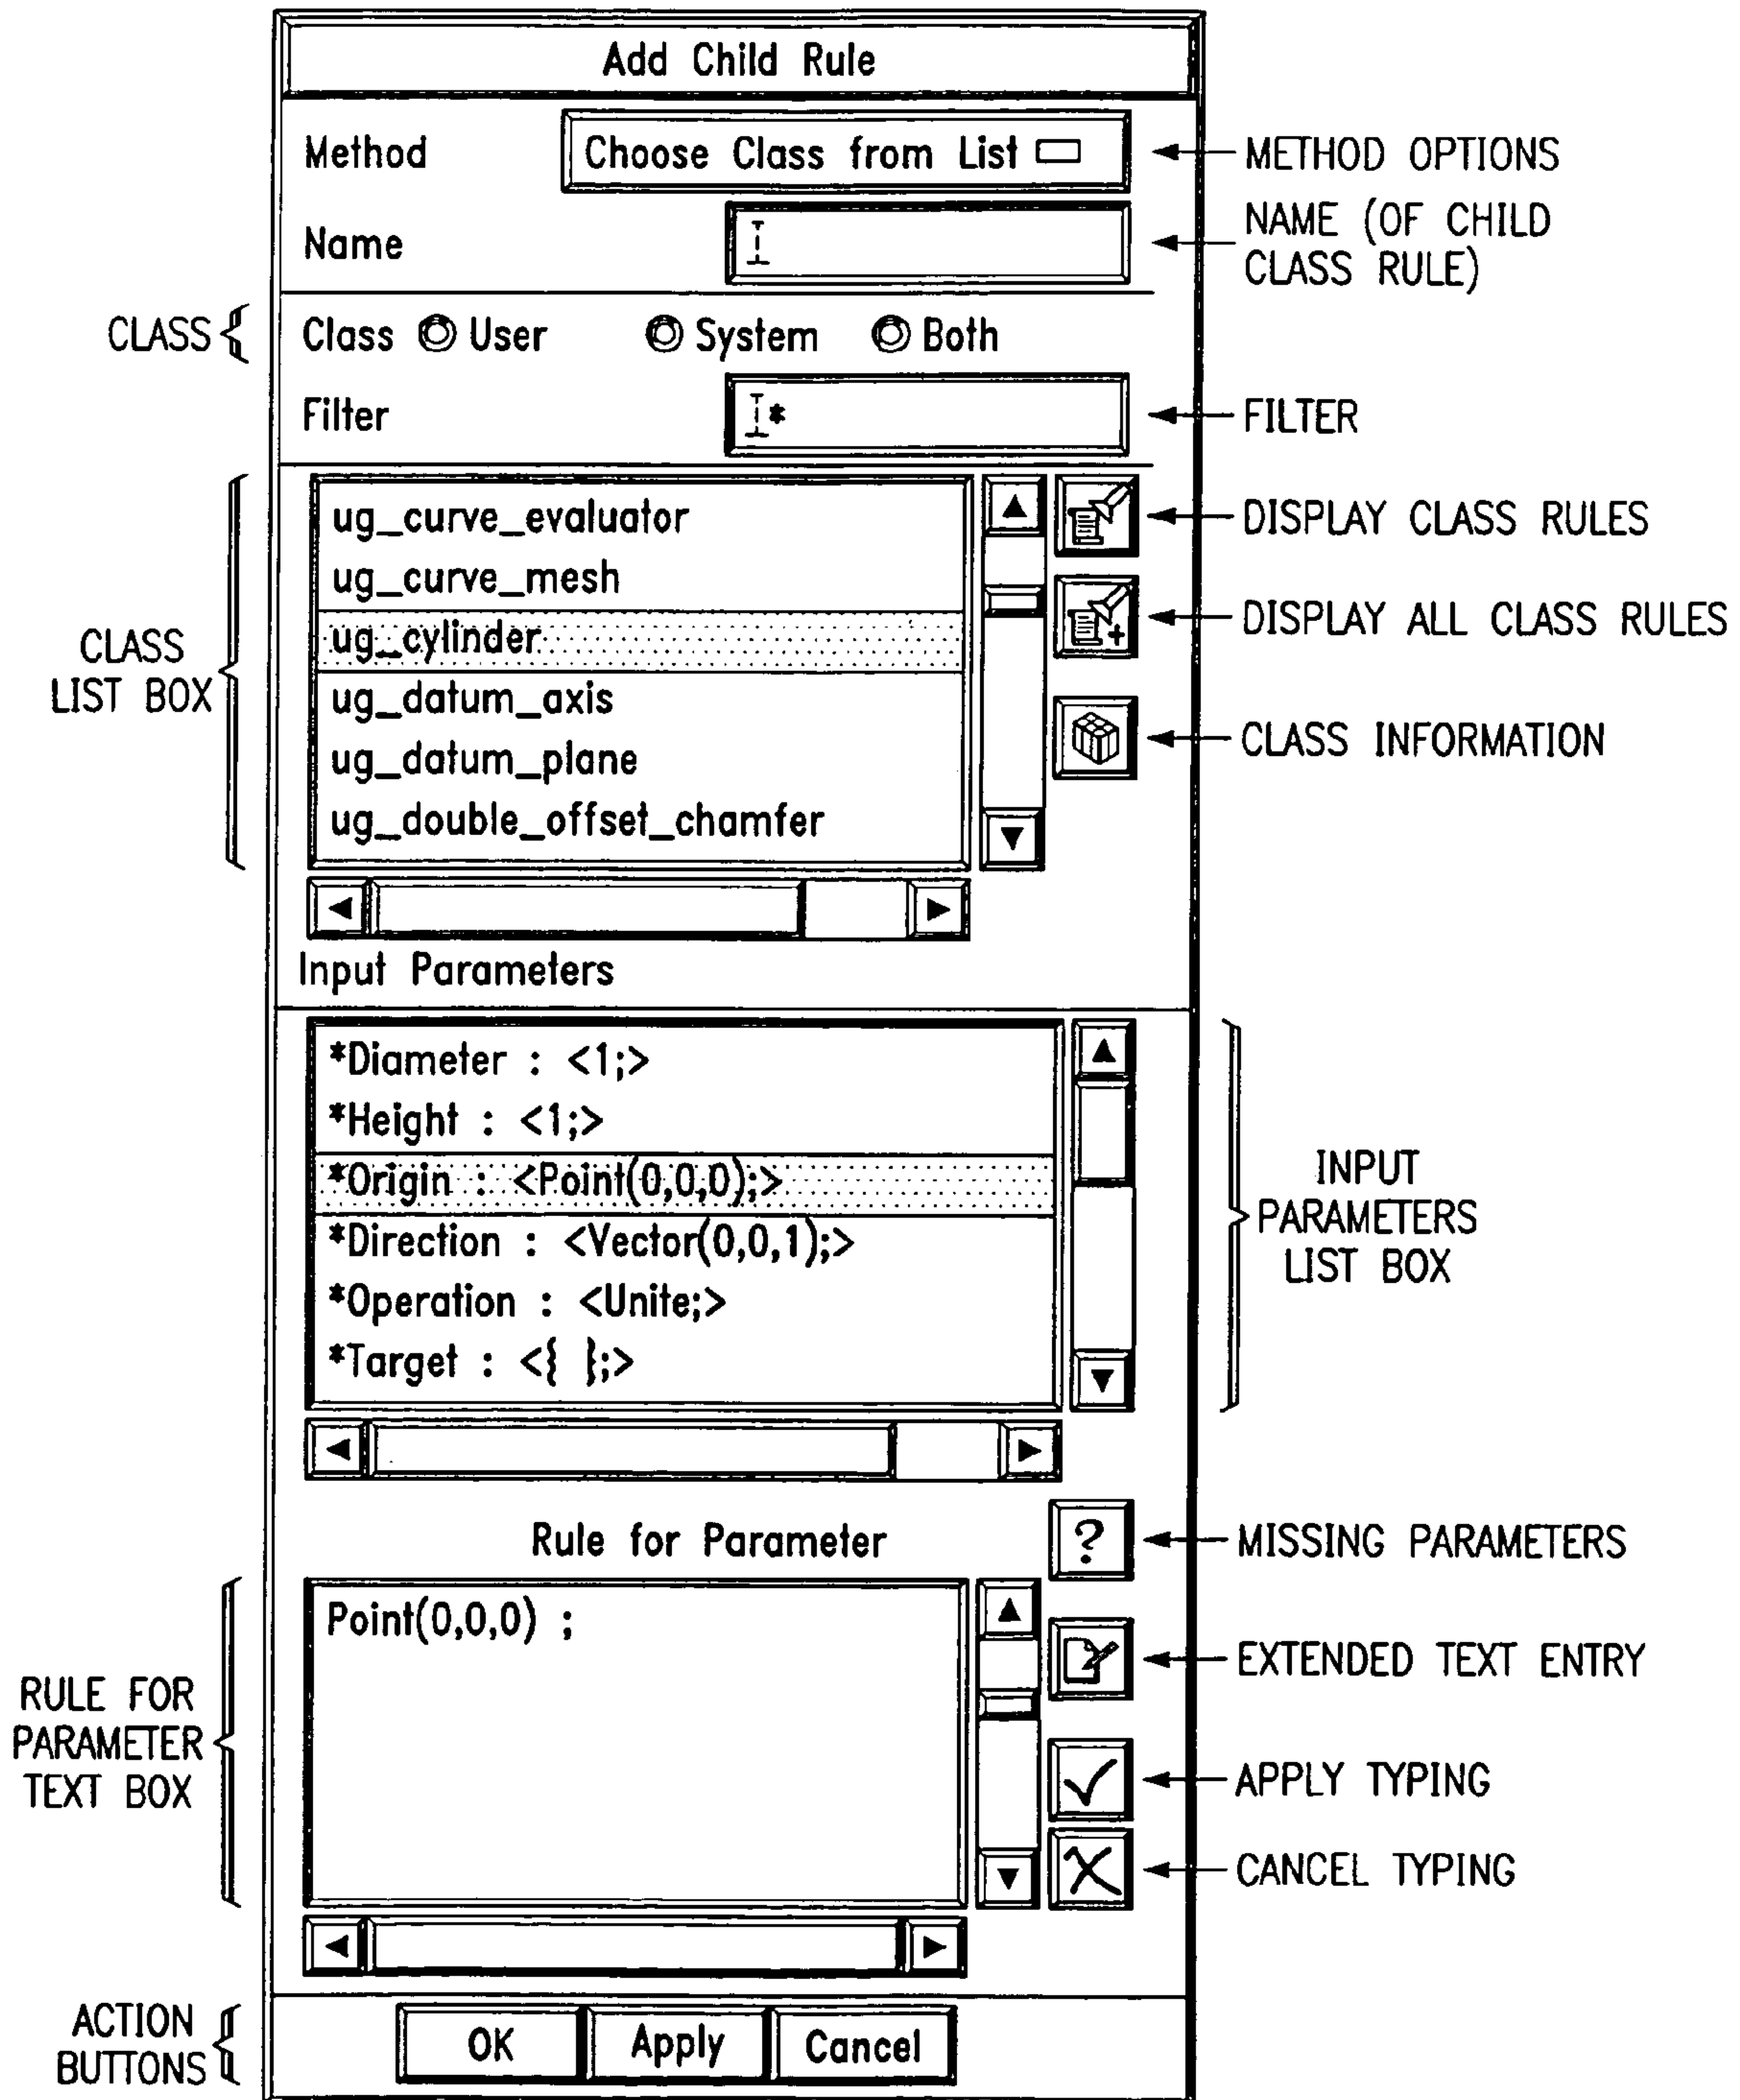 Add Child Rule
Method
Choose Class from List
METHOD OPTIONS
Name
NAME (OF CHILD
CLASS RULE)
CLASS
Class User System Both
Filter
*
FILTER
CLASS
LIST BOX
ug_curve_evaluator
ug_curve_mesh
ug_cylinder
ug_datum_axis
ug_datum_plane
ug_double_offset_chamfer
DISPLAY CLASS RULES
DISPLAY ALL CLASS RULES
CLASS INFORMATION
Input Parameters
*Diameter : <1;>
*Height : <1;>
*Origin : <Point(0,0,0);>
*Direction : <Vector(0,0,1);>
*Operation : <Unite;>
*Target : <{ };>
INPUT
PARAMETERS
LIST BOX
Rule for Parameter
?
MISSING PARAMETERS
RULE FOR
PARAMETER
TEXT BOX
Point(0,0,0) ;
EXTENDED TEXT ENTRY
APPLY TYPING
CANCEL TYPING
ACTION
BUTTONS
OK
Apply
Cancel